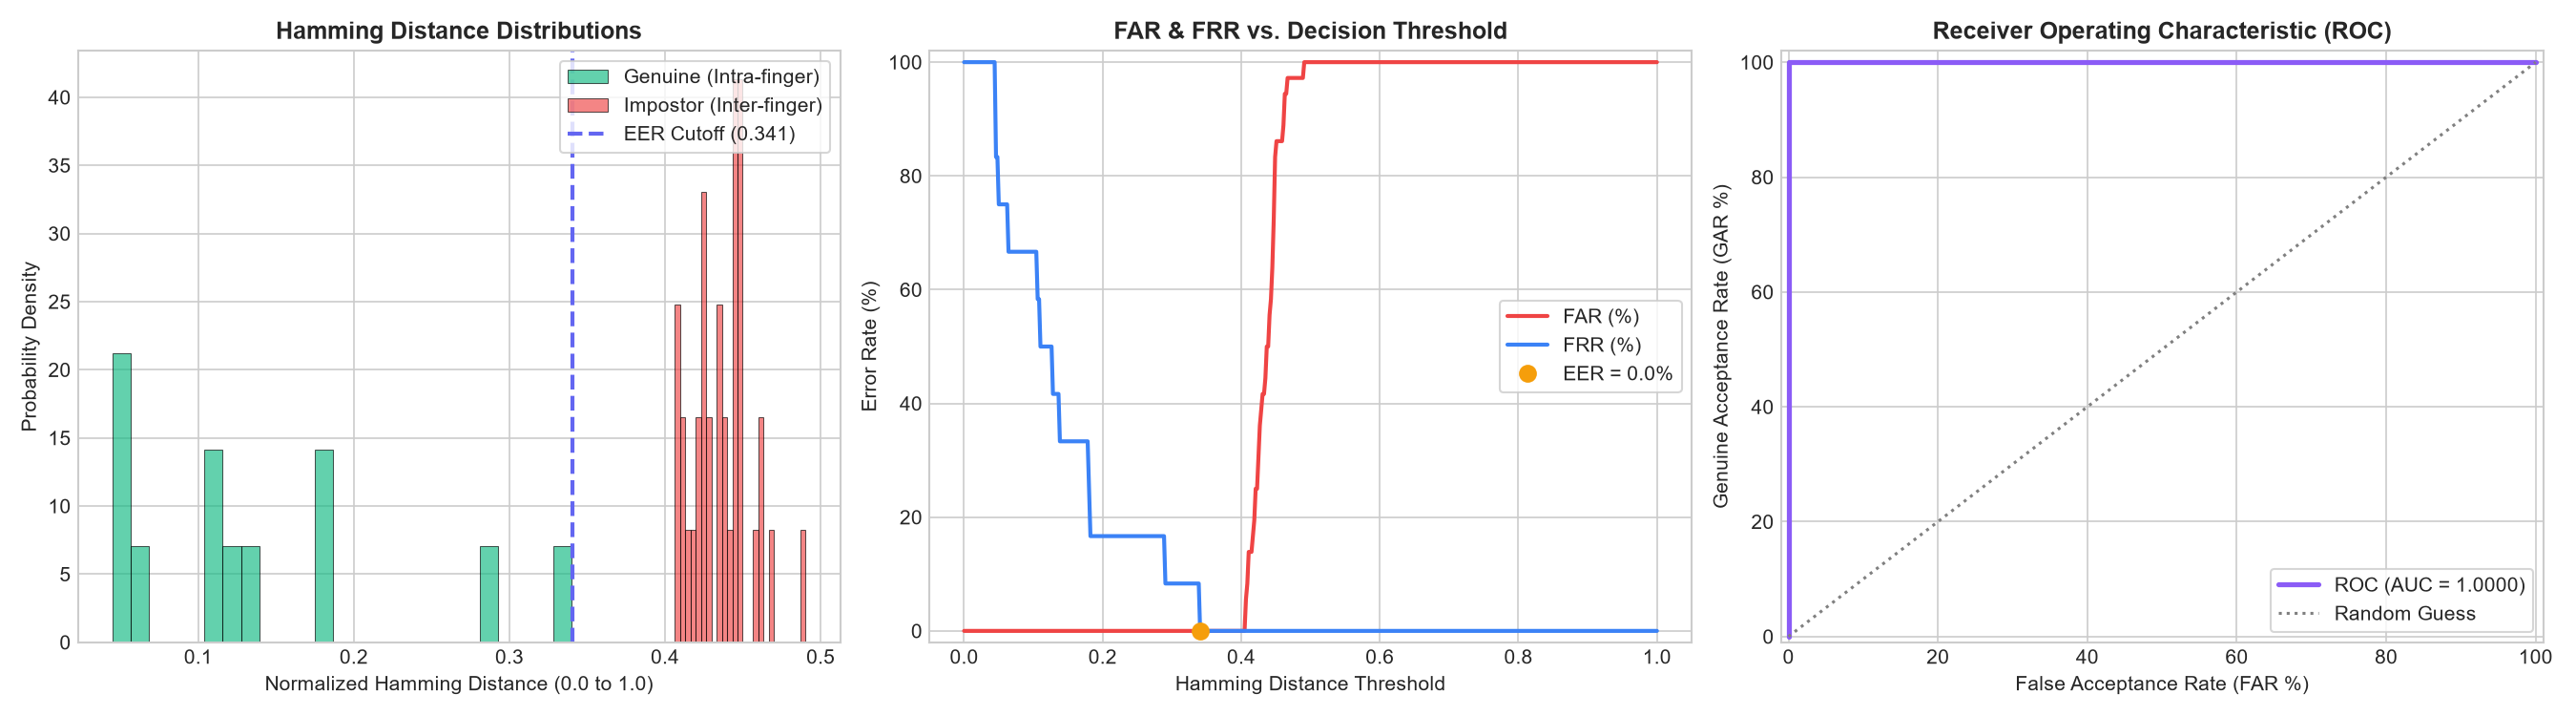 Hamming Distance Distributions
Genuine (Intra-finger)
Impostor (Inter-finger)
EER Cutoff (0.341)
Probability Density
40
35
30
25
20
15
10
5
0
0.1 0.2 0.3 0.4 0.5
Normalized Hamming Distance (0.0 to 1.0)
FAR & FRR vs. Decision Threshold
Error Rate (%)
100
80
60
40
20
0
FAR (%)
FRR (%)
EER = 0.0%
0.0 0.2 0.4 0.6 0.8 1.0
Hamming Distance Threshold
Receiver Operating Characteristic (ROC)
Genuine Acceptance Rate (GAR %)
100
80
60
40
20
0
ROC (AUC = 1.0000)
Random Guess
0 20 40 60 80 100
False Acceptance Rate (FAR %)